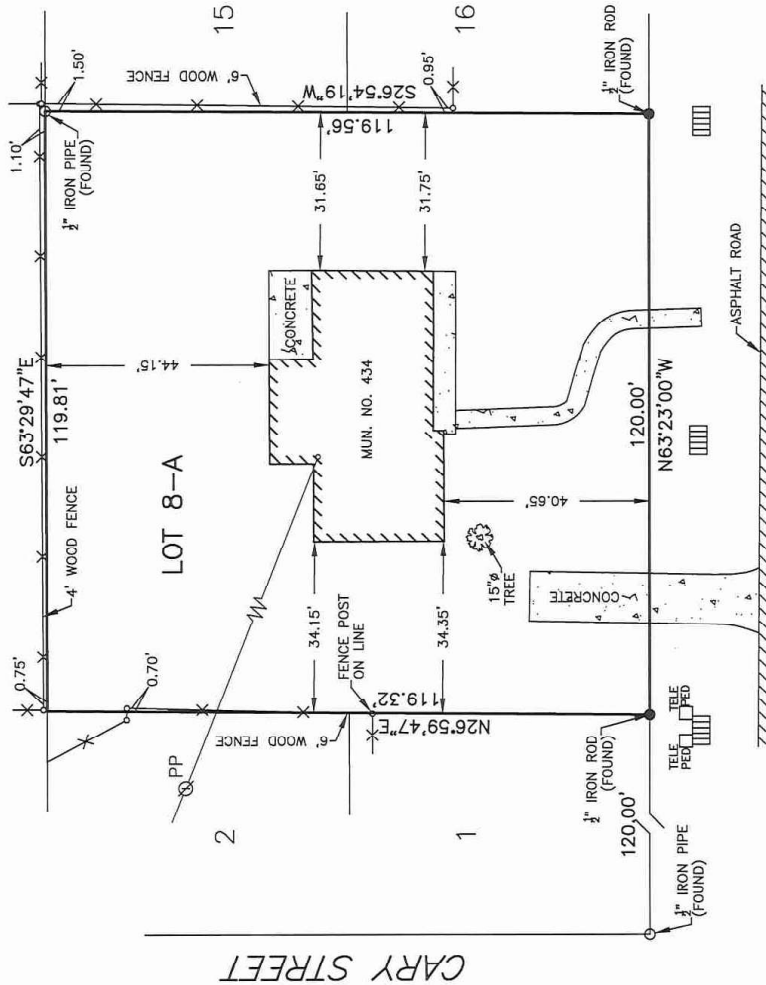 15
16
1.50'
6' WOOD FENCE
S26°54'19"W
0.95'
½" IRON ROD
(FOUND)
1.10'
½" IRON PIPE
(FOUND)
119.56'
31.65'
31.75'
S63°29'47"E
119.81'
44.15'
CONCRETE
MUN. NO. 434
ASPHALT ROAD
120.00'
N63°23'00"W
LOT 8-A
4' WOOD FENCE
40.65'
15"Ø
TREE
CONCRETE
0.75'
0.70'
34.15'
34.35'
FENCE POST
ON LINE
119.32'
N26°59'47"E
6' WOOD FENCE
TELE
PED
TELE
PED
PP
½" IRON ROD
(FOUND)
2
1
120.00'
½" IRON PIPE
(FOUND)
CARY STREET